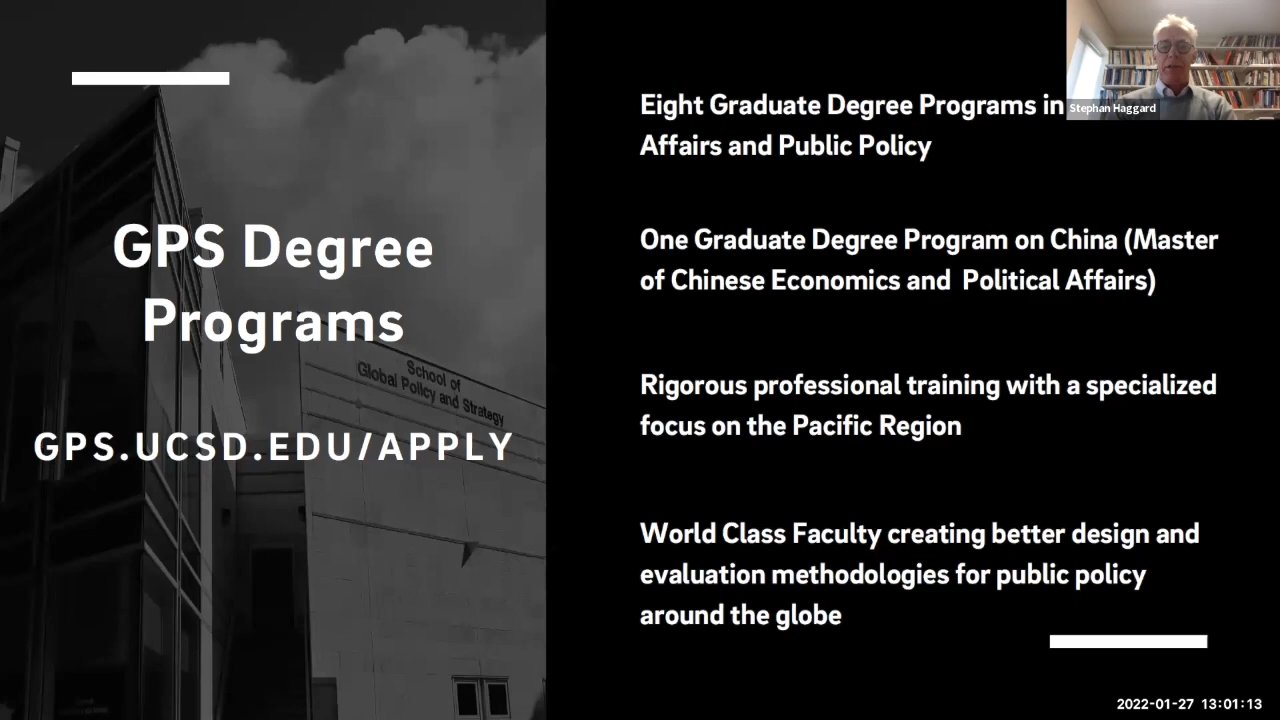 GPS Degree
Programs
GPS.UCSD.EDU/APPLY
School of
Global Policy and Strategy
Eight Graduate Degree Programs in
Affairs and Public Policy
One Graduate Degree Program on China (Master
of Chinese Economics and  Political Affairs)
Rigorous professional training with a specialized
focus on the Pacific Region
World Class Faculty creating better design and
evaluation methodologies for public policy
around the globe
Stephan Haggard
2022-01-27 13:01:13